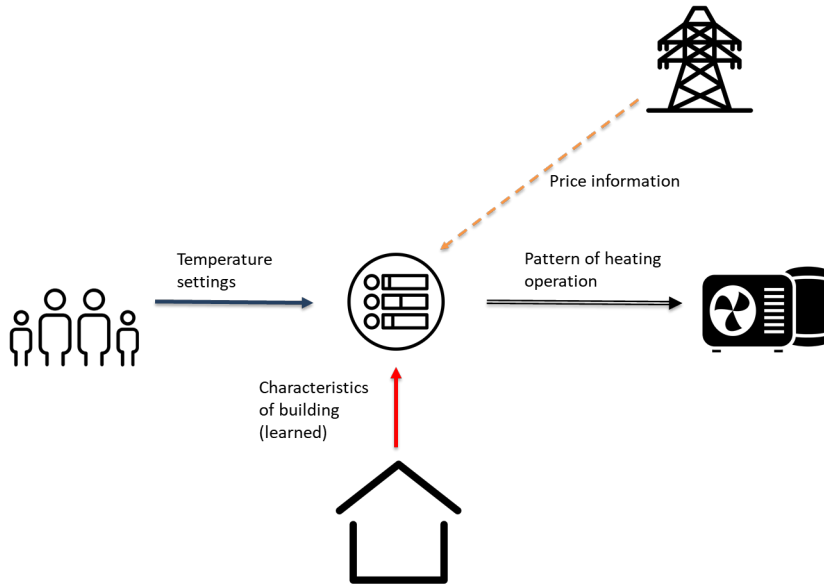 Price information
Temperature
settings
Pattern of heating
operation
Characteristics
of building
(learned)